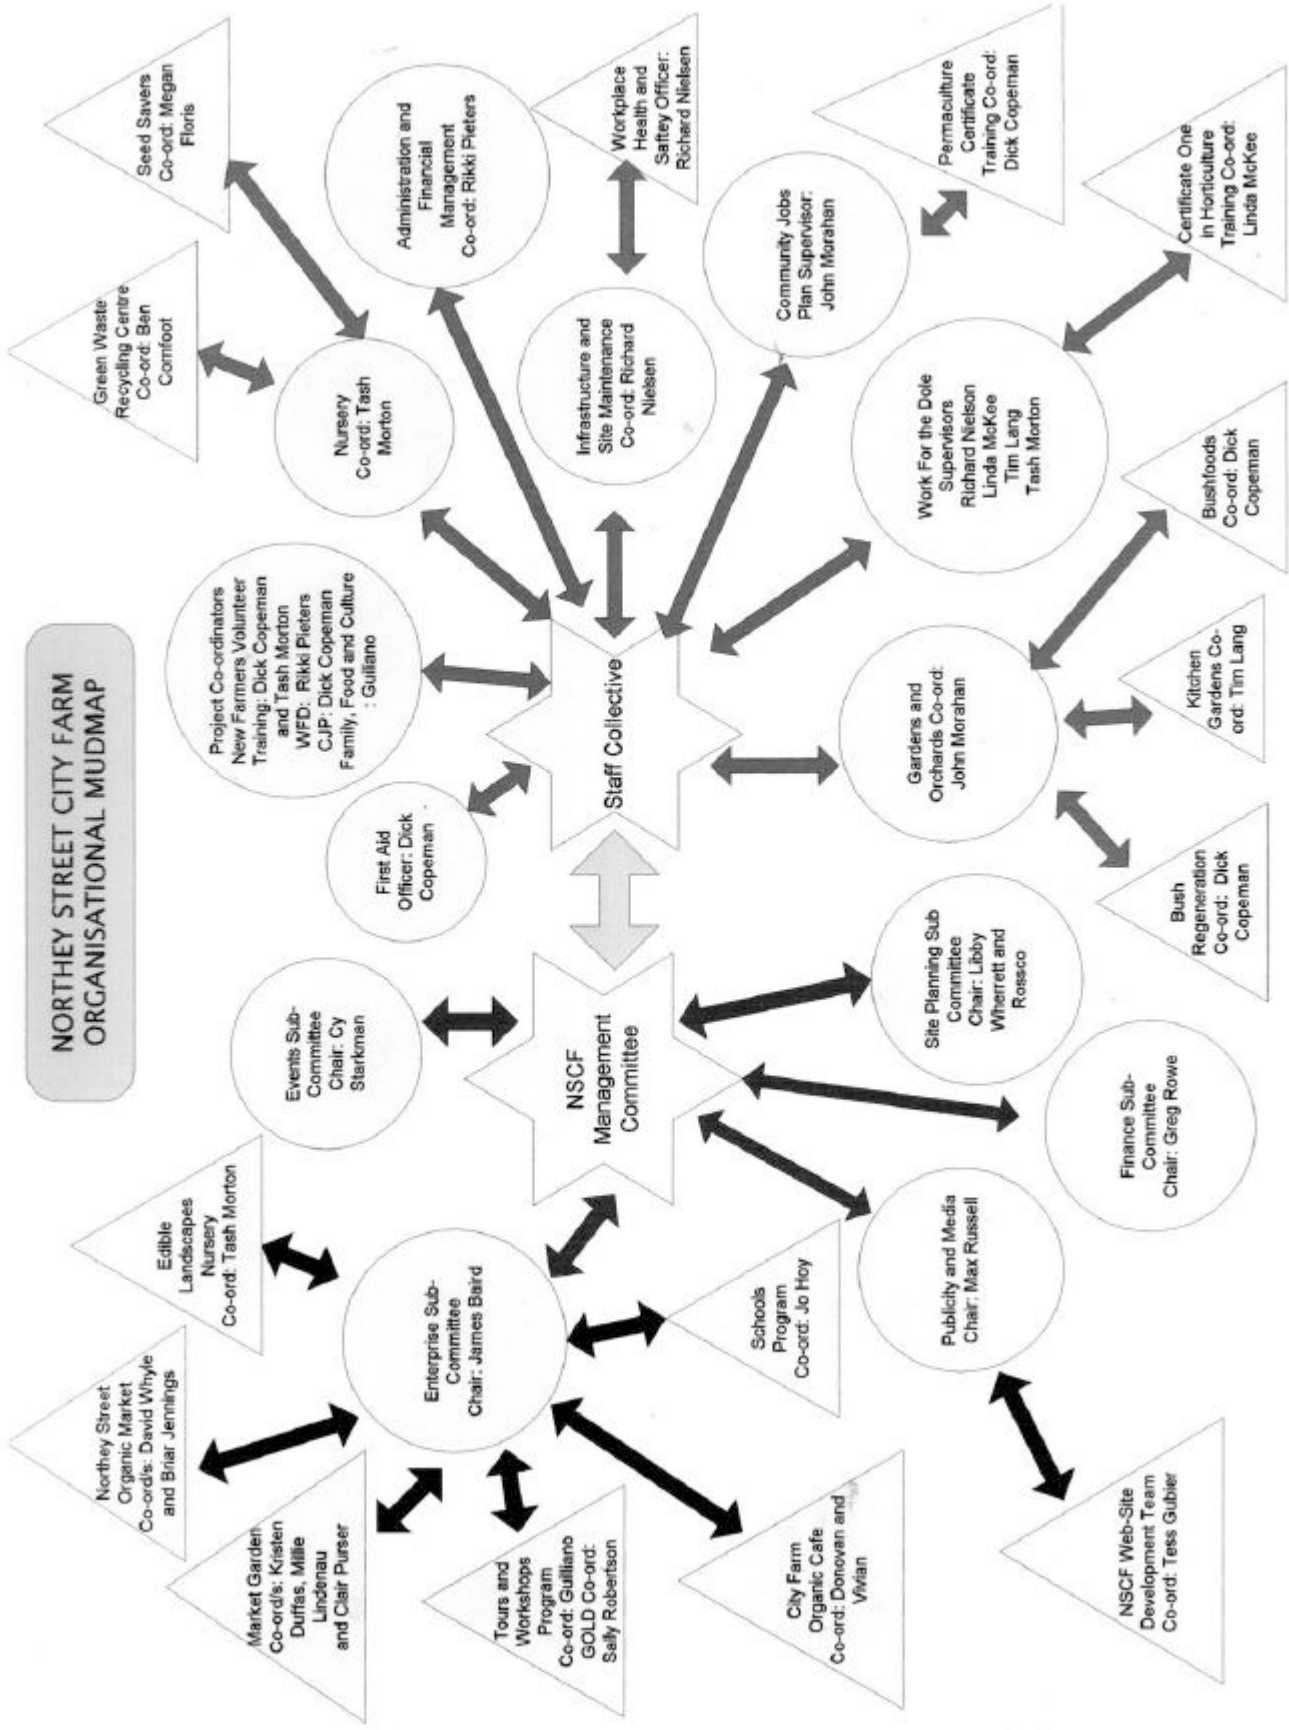 NORTHEY STREET CITY FARM
ORGANISATIONAL MUDMAP
Northey Street
Organic Market
Co-ord/s: David Whyle
and Briar Jennings
Edible
Landscapes
Nursery
Co-ord: Tash Morton
Green Waste
Recycling Centre
Co-ord: Ben
Cornfoot
Seed Savers
Co-ord: Megan
Floris
Market Garden
Co-ord/s: Kristen
Duffas, Millie
Lindenau
and Clair Purser
Events Sub-
Committee
Chair: Cy
Starkman
Project Co-ordinators
New Farmers Volunteer
Training: Dick Copeman
and Tash Morton
WFD: Rikki Pieters
CJP: Dick Copeman
Family, Food and Culture
: Guiliano
Nursery
Co-ord: Tash
Morton
Administration and
Financial
Management
Co-ord: Rikki Pieters
First Aid
Officer: Dick
Copeman
Enterprise Sub-
Committee
Chair: James Baird
Tours and
Workshops
Program
Co-ord: Guilliano
GOLD Co-ord:
Sally Robertson
NSCF
Management
Committee
Staff Collective
Infrastructure and
Site Maintenance
Co-ord: Richard
Nielsen
Workplace
Health and
Saftey Officer:
Richard Nielsen
Schools
Program
Co-ord: Jo Hoy
City Farm
Organic Cafe
Co-ord: Donovan and
Vivian
Community Jobs
Plan Supervisor:
John Morahan
Permaculture
Certificate
Training Co-ord:
Dick Copeman
Publicity and Media
Chair: Max Russell
Site Planning Sub
Committee
Chair: Libby
Wherrett and
Rossco
Gardens and
Orchards Co-ord:
John Morahan
Work For the Dole
Supervisors
Richard Nielson
Linda McKee
Tim Lang
Tash Morton
NSCF Web-Site
Development Team
Co-ord: Tess Gubier
Finance Sub-
Committee
Chair: Greg Rowe
Bush
Regeneration
Co-ord: Dick
Copeman
Kitchen
Gardens Co-
ord: Tim Lang
Bushfoods
Co-ord: Dick
Copeman
Certificate One
in Horticulture
Training Co-ord:
Linda McKee